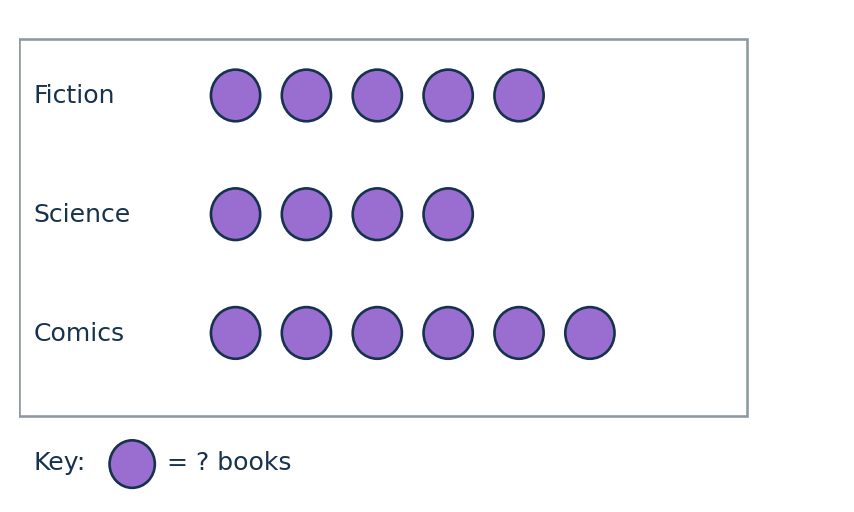 Fiction
Science
Comics
Key: = ? books